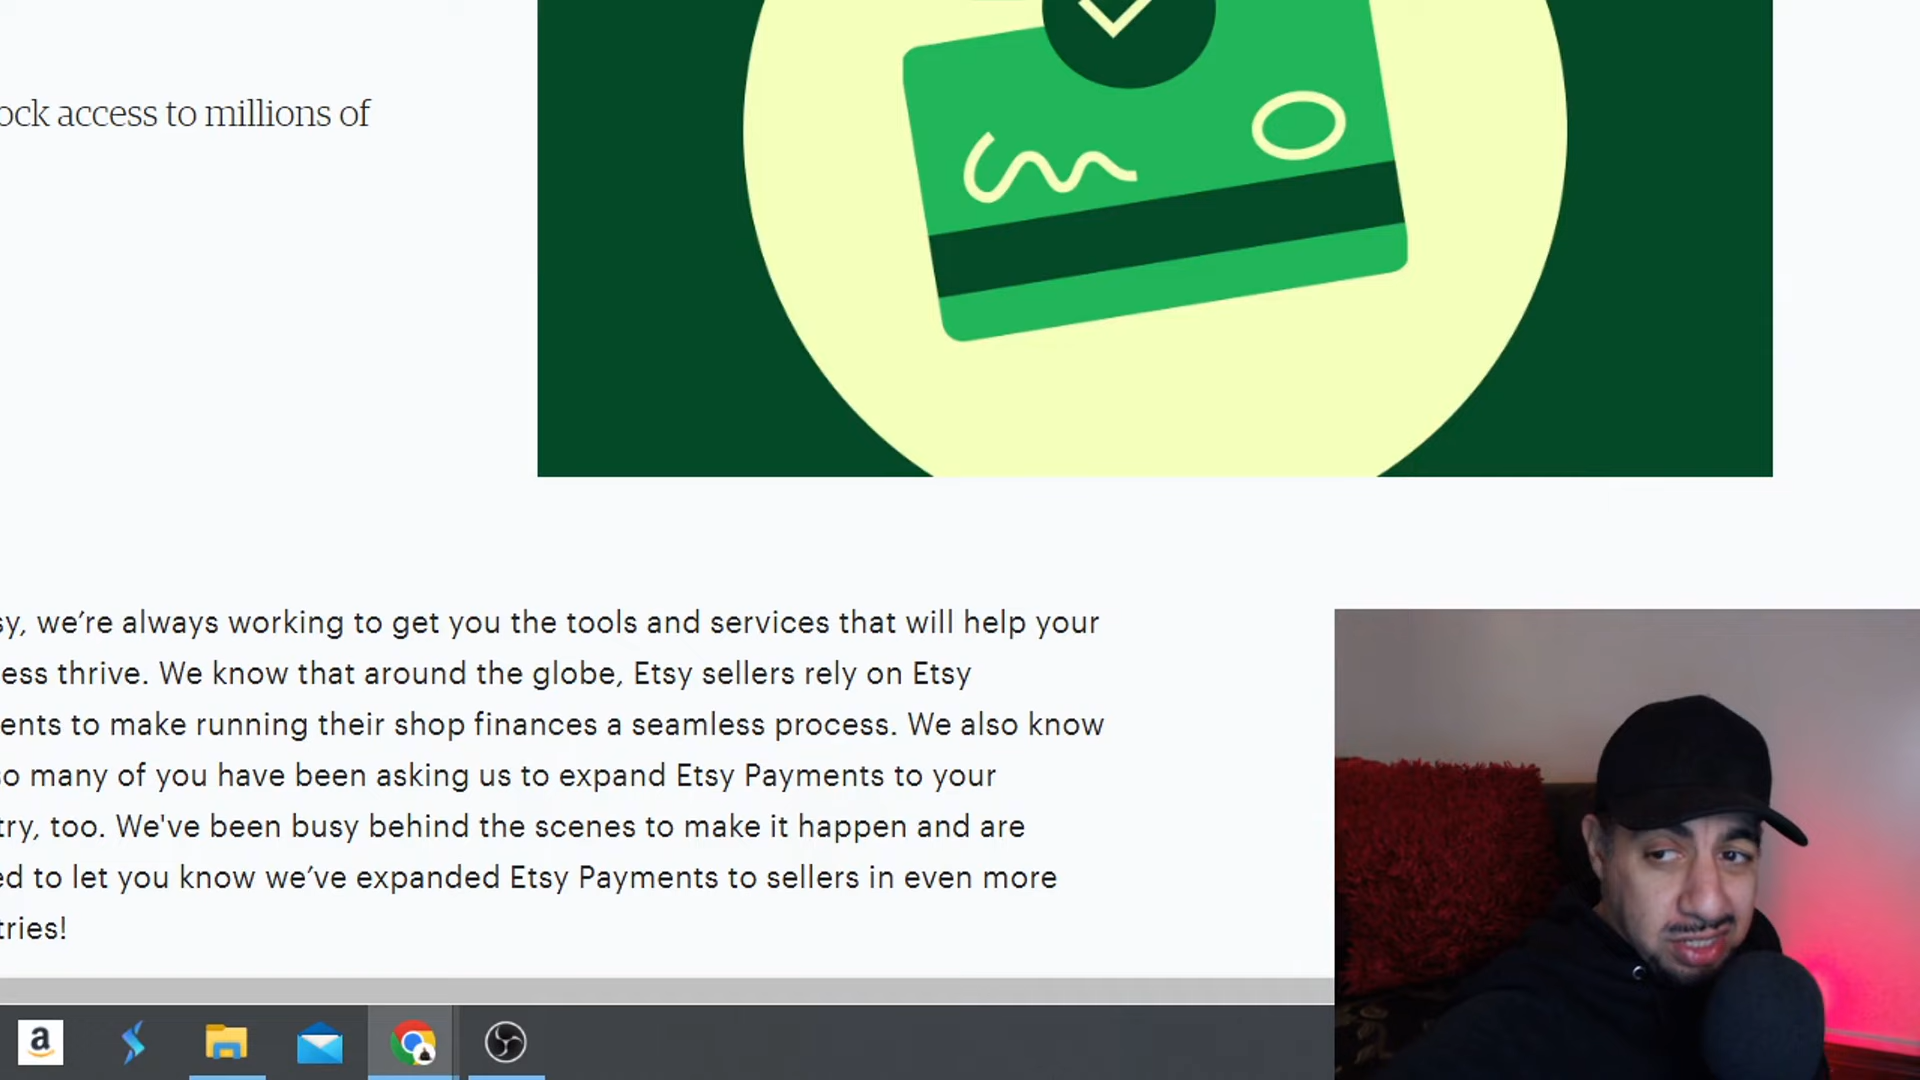 ock access to millions of
sy, we’re always working to get you the tools and services that will help your
ess thrive. We know that around the globe, Etsy sellers rely on Etsy
ents to make running their shop finances a seamless process. We also know
so many of you have been asking us to expand Etsy Payments to your
try, too. We've been busy behind the scenes to make it happen and are
ed to let you know we’ve expanded Etsy Payments to sellers in even more
tries!
a